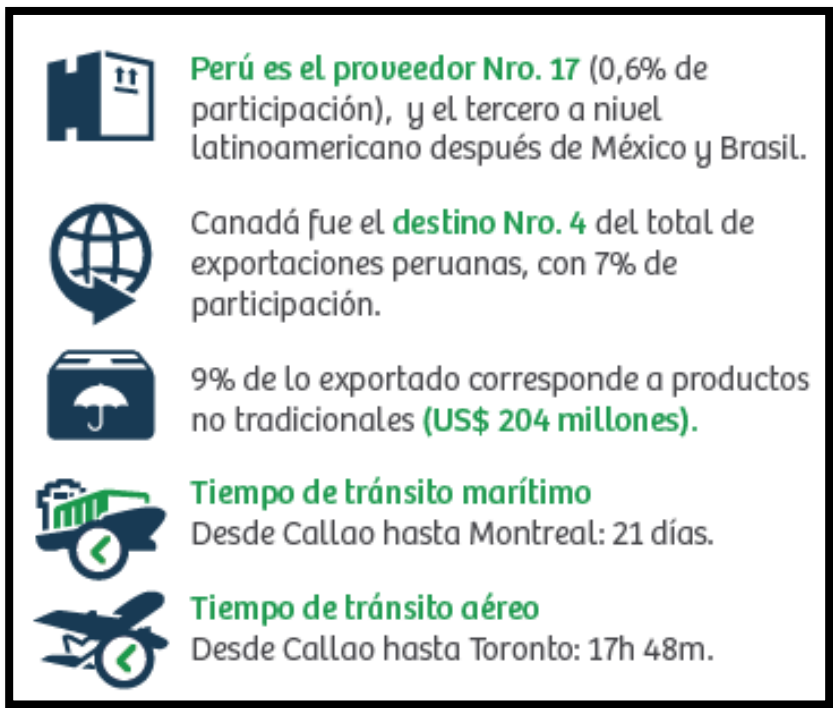 Perú es el proveedor Nro. 17 (0,6% de
participación), y el tercero a nivel
latinoamericano después de México y Brasil.
Canadá fue el destino Nro. 4 del total de
exportaciones peruanas, con 7% de
participación.
9% de lo exportado corresponde a productos
no tradicionales (US$ 204 millones).
Tiempo de tránsito marítimo
Desde Callao hasta Montreal: 21 días.
Tiempo de tránsito aéreo
Desde Callao hasta Toronto: 17h 48m.